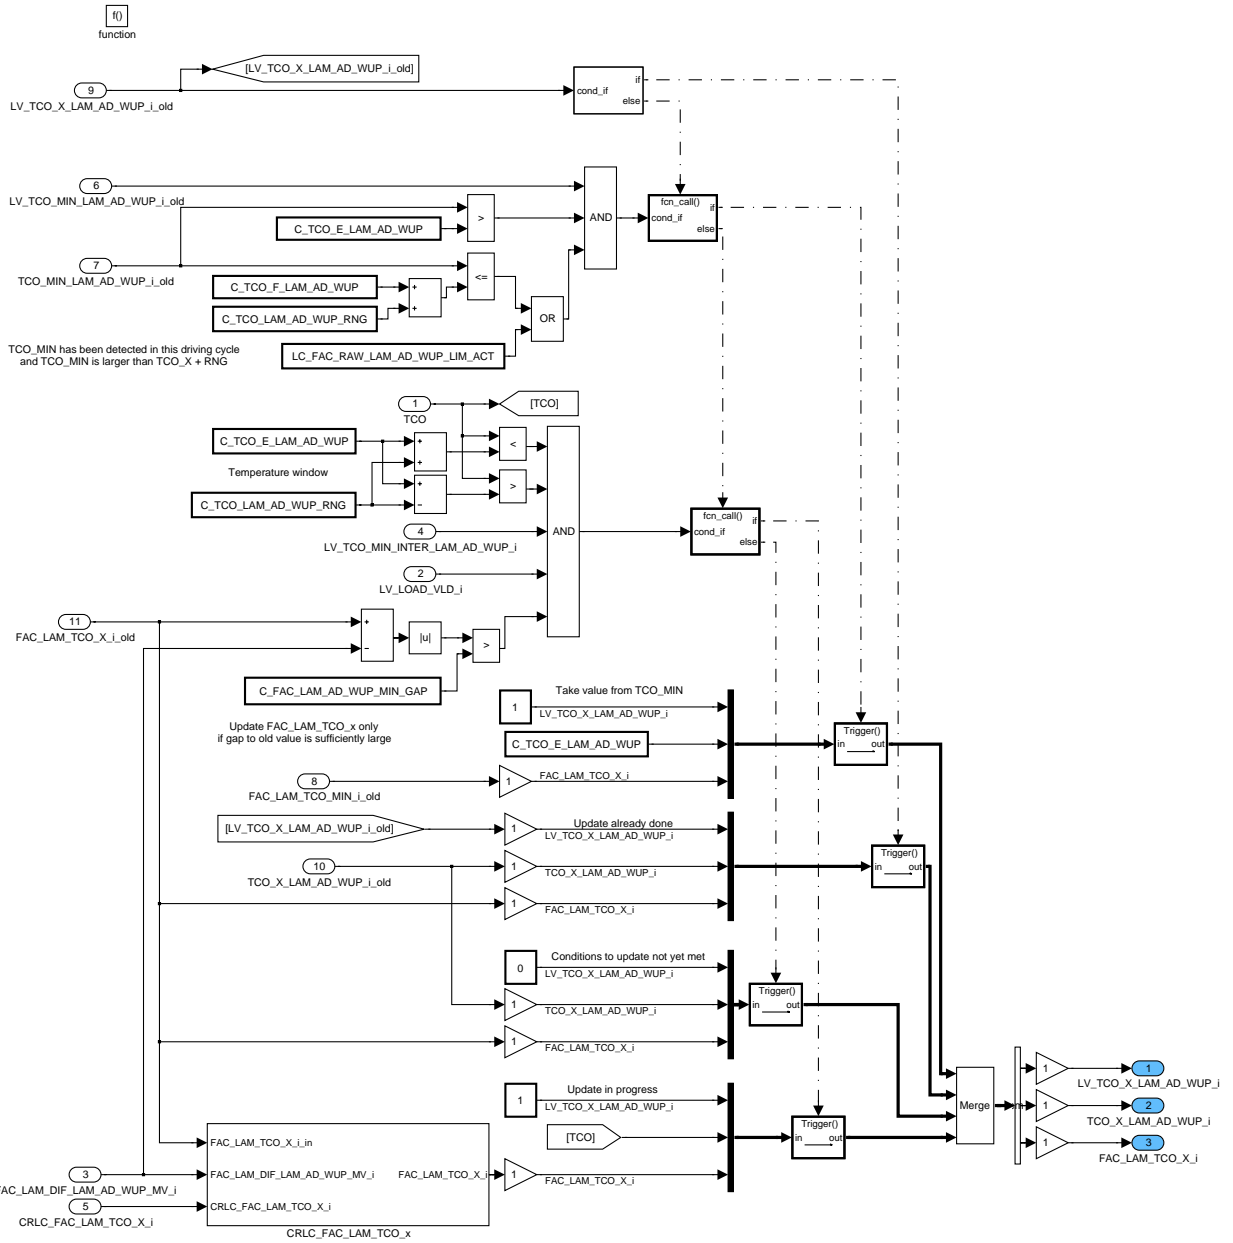 f()
function
[LV_TCO_X_LAM_AD_WUP_i_old]
9
LV_TCO_X_LAM_AD_WUP_i_old
cond_if
if
else
6
LV_TCO_MIN_LAM_AD_WUP_i_old
C_TCO_E_LAM_AD_WUP
>
AND
fcn_call()
cond_if
if
else
7
TCO_MIN_LAM_AD_WUP_i_old
C_TCO_F_LAM_AD_WUP
C_TCO_LAM_AD_WUP_RNG
+
+
<=
OR
LC_FAC_RAW_LAM_AD_WUP_LIM_ACT
TCO_MIN has been detected in this driving cycle
and TCO_MIN is larger than TCO_X + RNG
1
TCO
[TCO]
C_TCO_E_LAM_AD_WUP
+
+
<
Temperature window
C_TCO_LAM_AD_WUP_RNG
+
−
>
AND
fcn_call()
cond_if
if
else
4
LV_TCO_MIN_INTER_LAM_AD_WUP_i
2
LV_LOAD_VLD_i
11
FAC_LAM_TCO_X_i_old
+
−
|u|
>
C_FAC_LAM_AD_WUP_MIN_GAP
Update FAC_LAM_TCO_x only
if gap to old value is sufficiently large
Take value from TCO_MIN
1
LV_TCO_X_LAM_AD_WUP_i
C_TCO_E_LAM_AD_WUP
Trigger()
in out
8
FAC_LAM_TCO_MIN_i_old
1
FAC_LAM_TCO_X_i
[LV_TCO_X_LAM_AD_WUP_i_old]
1
Update already done
LV_TCO_X_LAM_AD_WUP_i
10
TCO_X_LAM_AD_WUP_i_old
1
TCO_X_LAM_AD_WUP_i
Trigger()
in out
1
FAC_LAM_TCO_X_i
Conditions to update not yet met
0
LV_TCO_X_LAM_AD_WUP_i
1
TCO_X_LAM_AD_WUP_i
Trigger()
in out
1
FAC_LAM_TCO_X_i
Update in progress
1
LV_TCO_X_LAM_AD_WUP_i
[TCO]
Trigger()
in out
Merge
1
1
LV_TCO_X_LAM_AD_WUP_i
1
2
TCO_X_LAM_AD_WUP_i
1
3
FAC_LAM_TCO_X_i
FAC_LAM_TCO_X_i_in
3
FAC_LAM_DIF_LAM_AD_WUP_MV_i
FAC_LAM_DIF_LAM_AD_WUP_MV_i
FAC_LAM_TCO_X_i
1
FAC_LAM_TCO_X_i
5
CRLC_FAC_LAM_TCO_X_i
CRLC_FAC_LAM_TCO_X_i
CRLC_FAC_LAM_TCO_x